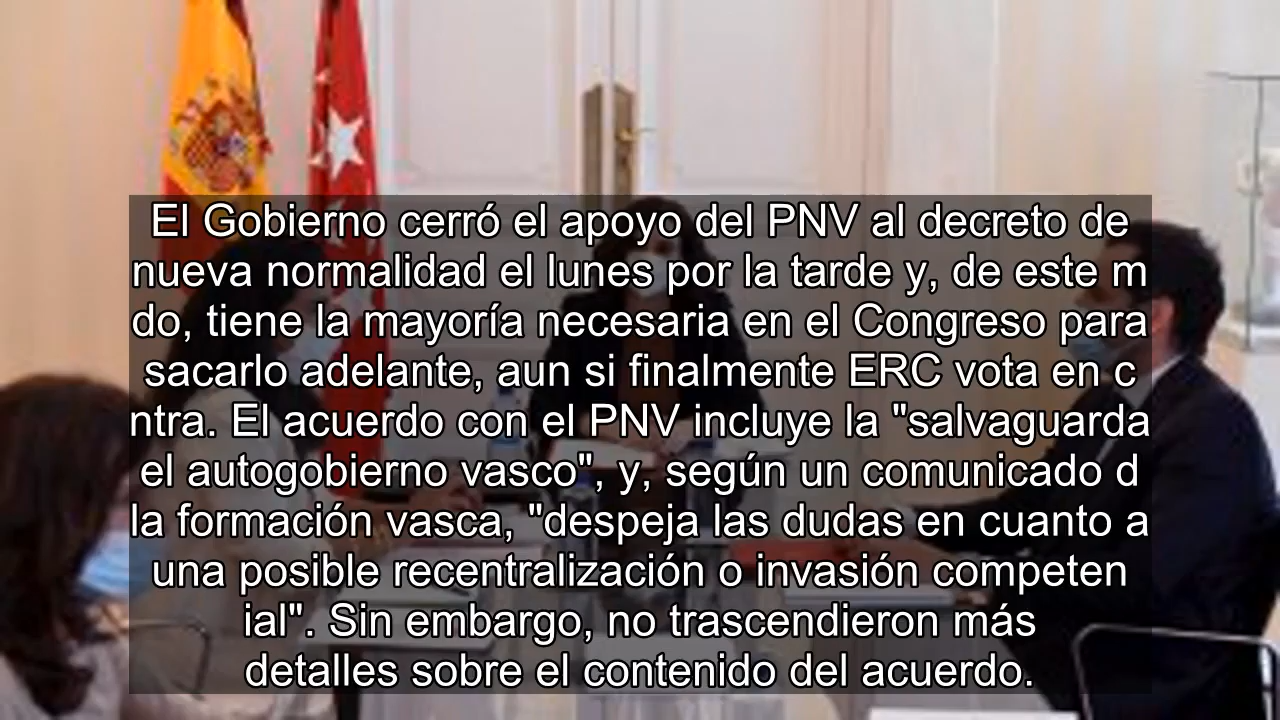 El Gobierno cerró el apoyo del PNV al decreto de
nueva normalidad el lunes por la tarde y, de este m
do, tiene la mayoría necesaria en el Congreso para
sacarlo adelante, aun si finalmente ERC vota en c
ntra. El acuerdo con el PNV incluye la "salvaguarda
el autogobierno vasco", y, según un comunicado d
la formación vasca, "despeja las dudas en cuanto a
una posible recentralización o invasión competen
ial". Sin embargo, no trascendieron más
detalles sobre el contenido del acuerdo.